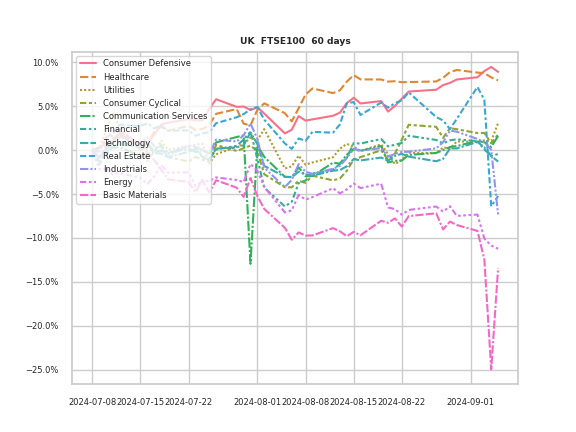 UK  FTSE100  60 days
10.0%
5.0%
0.0%
−5.0%
−10.0%
−15.0%
−20.0%
−25.0%
Consumer Defensive
Healthcare
Utilities
Consumer Cyclical
Communication Services
Financial
Technology
Real Estate
Industrials
Energy
Basic Materials
2024-07-08
2024-07-15
2024-07-22
2024-08-01
2024-08-08
2024-08-15
2024-08-22
2024-09-01